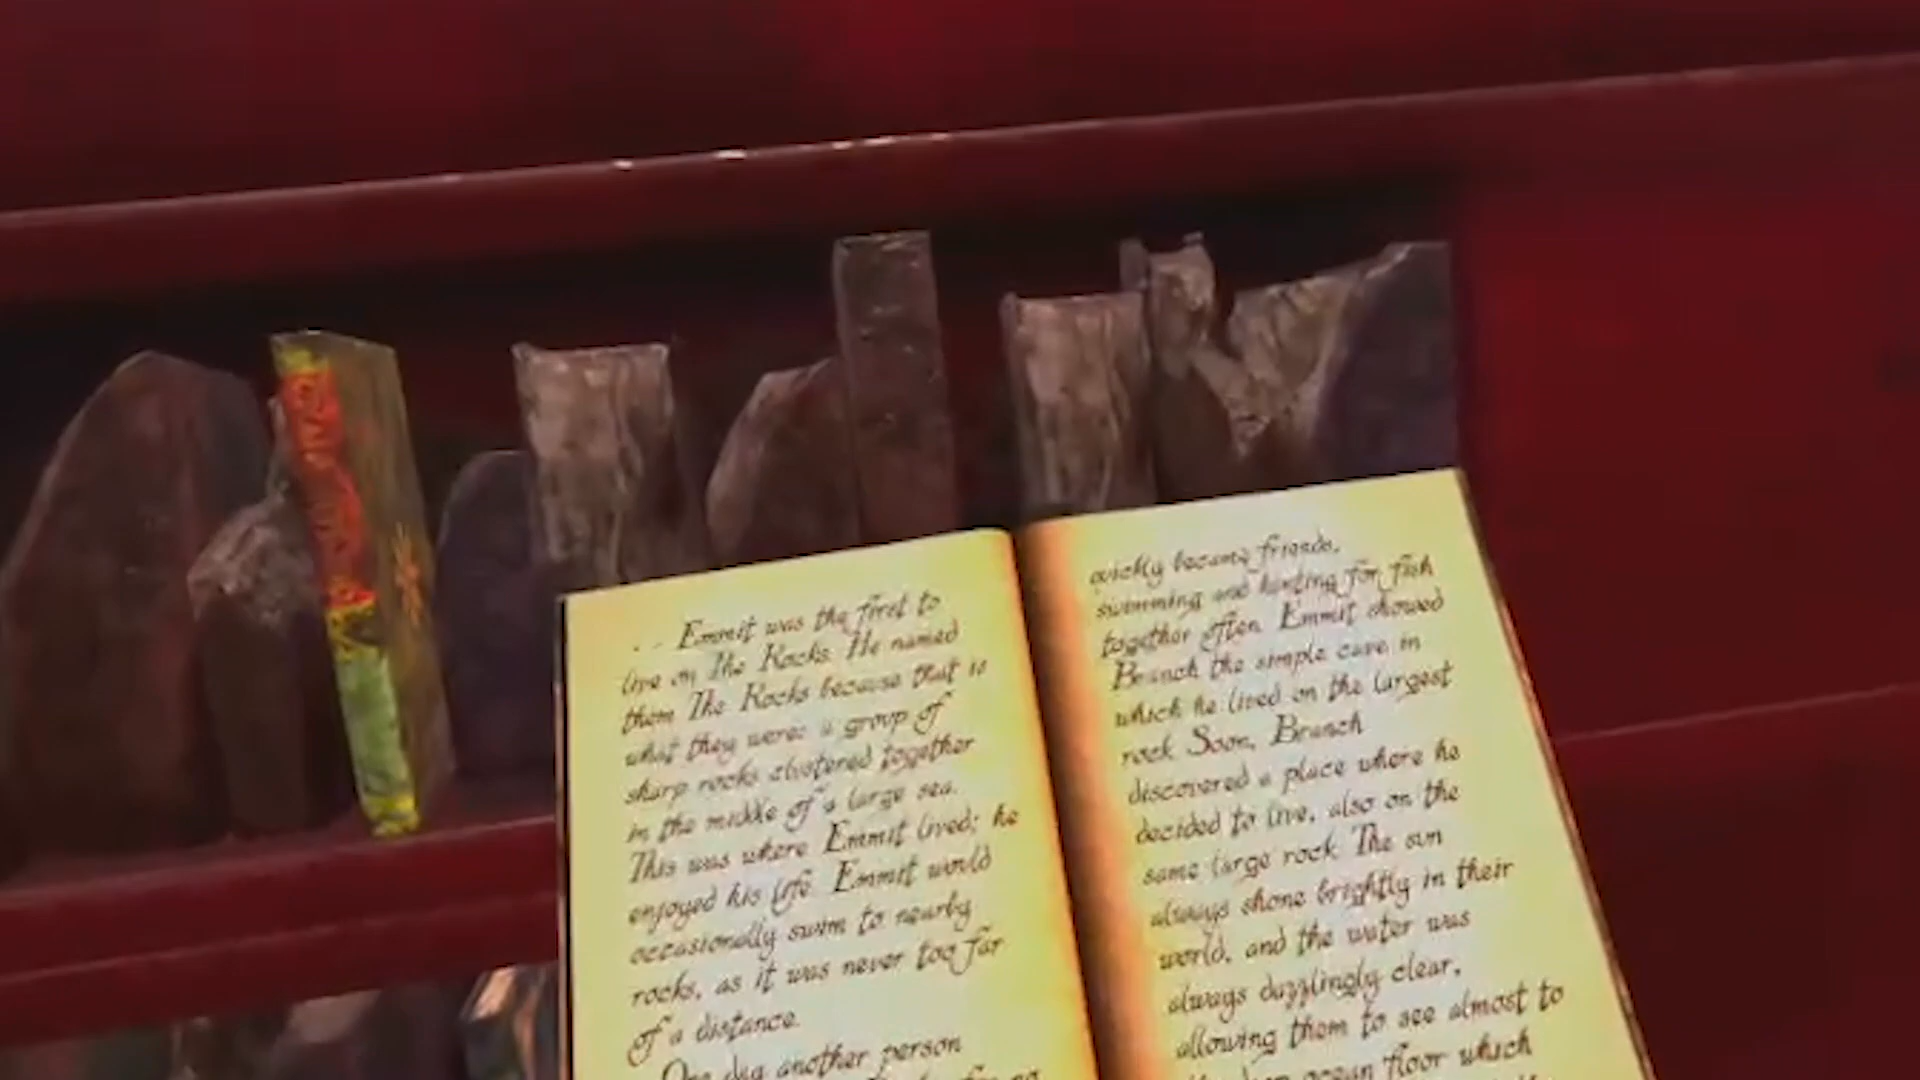 . . Emmit was the first to
live on The Rocks. He named
them The Rocks because that is
what they were: a group of
sharp rocks clustered together
in the middle of a large sea.
This was where Emmit lived; he
enjoyed his life. Emmit would
occasionally swim to nearby
rocks, as it was never too far
of a distance.
One day another person
quickly became friends,
swimming and hunting for fish
together often. Emmit showed
Branch the simple cave in
which he lived on the largest
rock. Soon, Branch
discovered a place where he
decided to live, also on the
same large rock. The sun
always shone brightly in their
world, and the water was
always dazzlingly clear,
allowing them to see almost to
ocean floor which